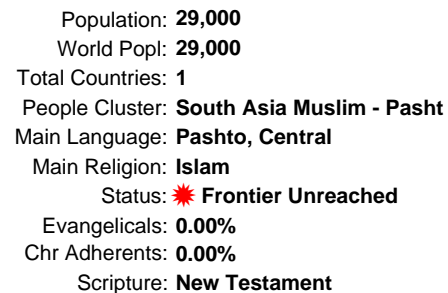 Population: 29,000
World Popl: 29,000
Total Countries: 1
People Cluster: South Asia Muslim - Pasht
Main Language: Pashto, Central
Main Religion: Islam
Status: Frontier Unreached
Evangelicals: 0.00%
Chr Adherents: 0.00%
Scripture: New Testament